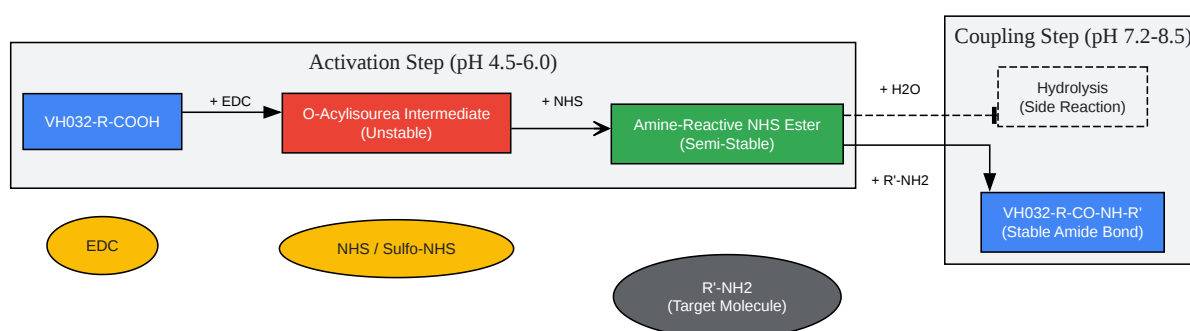 Coupling Step (pH 7.2-8.5)
Activation Step (pH 4.5-6.0)
VH032-R-COOH
+ EDC
O-Acylisourea Intermediate
(Unstable)
+ NHS
Amine-Reactive NHS Ester
(Semi-Stable)
+ H2O
Hydrolysis
(Side Reaction)
+ R'-NH2
VH032-R-CO-NH-R'
(Stable Amide Bond)
EDC
NHS / Sulfo-NHS
R'-NH2
(Target Molecule)